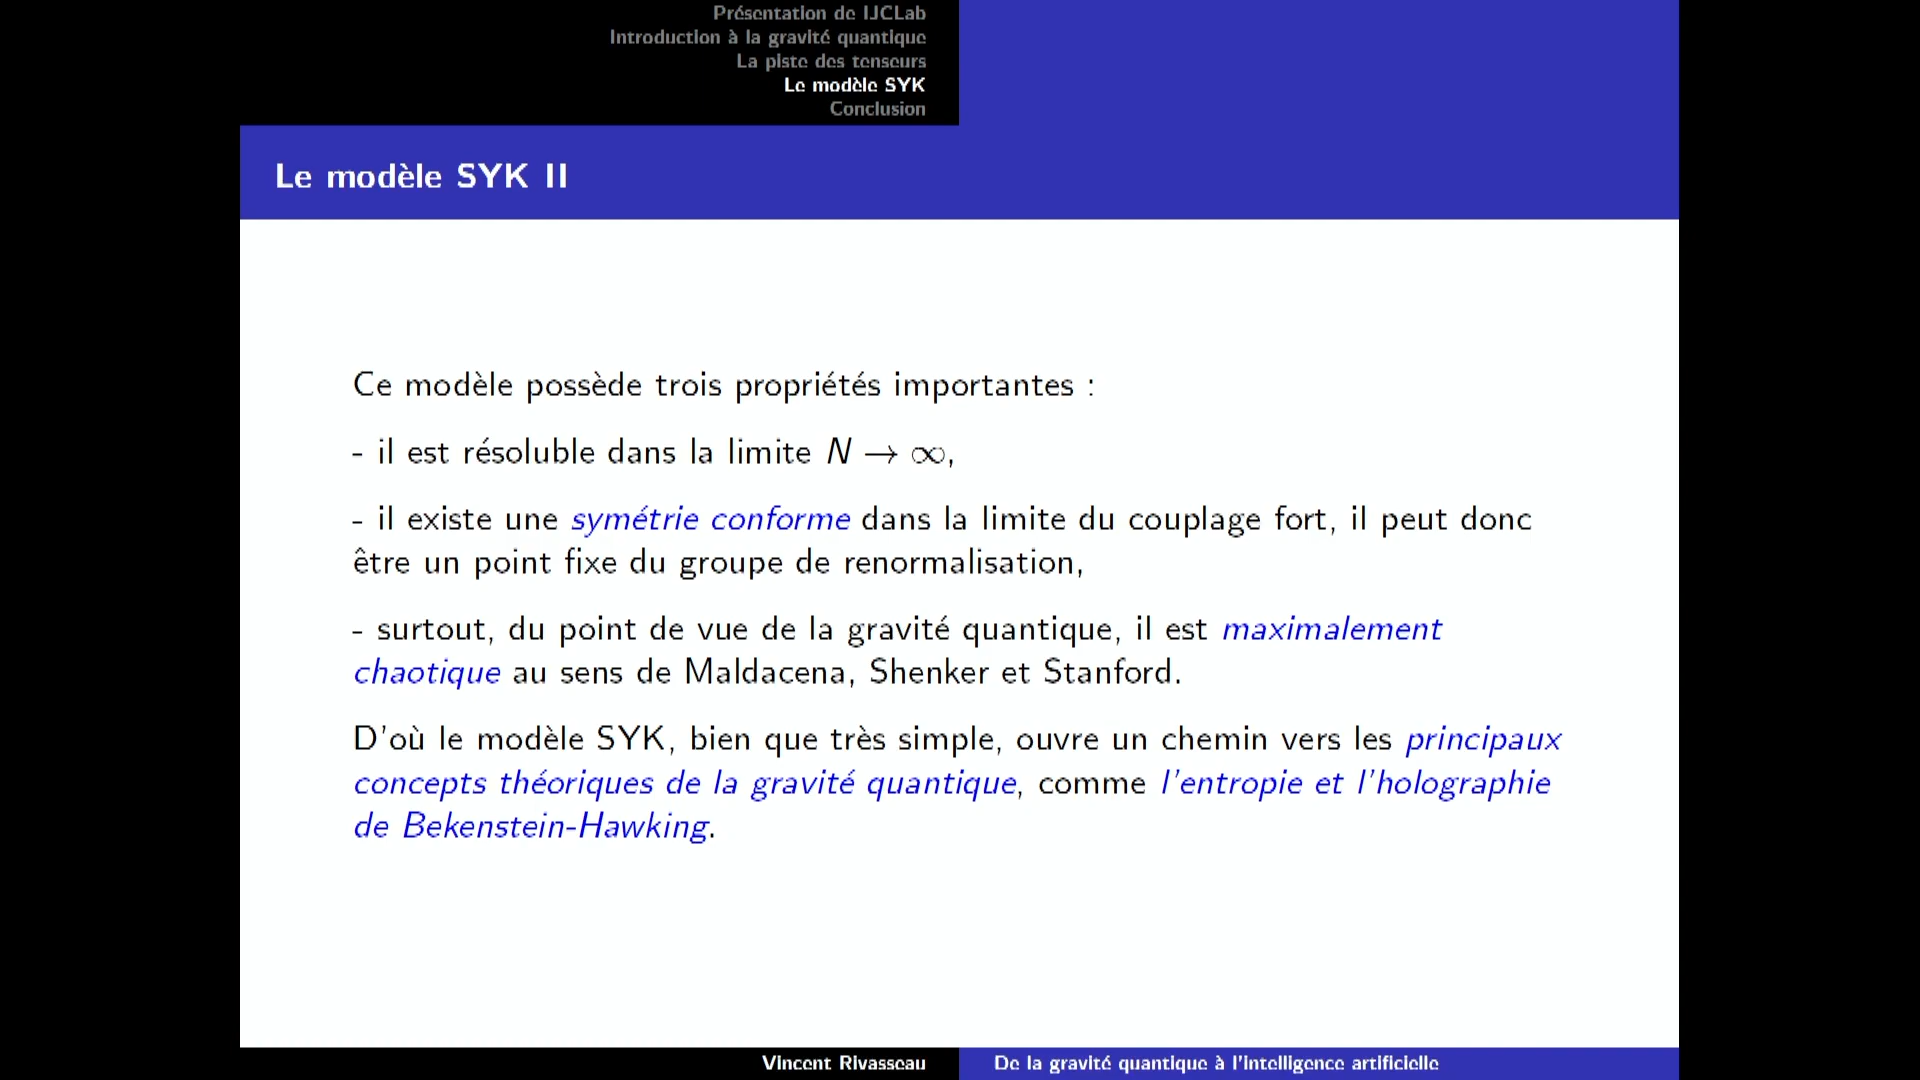 Présentation de IJCLab
Introduction à la gravité quantique
La piste des tenseurs
Le modèle SYK
Conclusion
Le modèle SYK II
Ce modèle possède trois propriétés importantes :
- il est résoluble dans la limite N → ∞,
- il existe une symétrie conforme dans la limite du couplage fort, il peut donc
être un point fixe du groupe de renormalisation,
- surtout, du point de vue de la gravité quantique, il est maximalement
chaotique au sens de Maldacena, Shenker et Stanford.
D'où le modèle SYK, bien que très simple, ouvre un chemin vers les principaux
concepts théoriques de la gravité quantique, comme l'entropie et l'holographie
de Bekenstein-Hawking.
Vincent Rivasseau
De la gravité quantique à l'intelligence artificielle